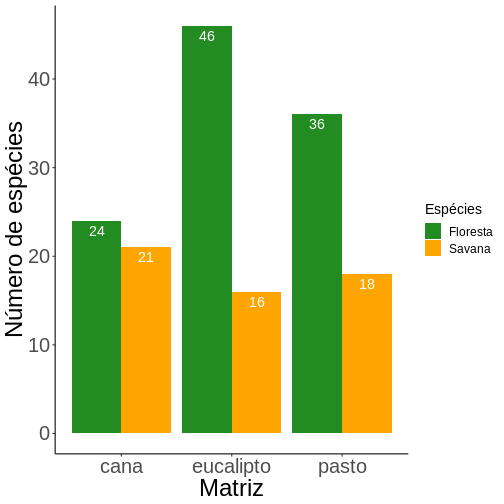 Número de espécies
40
30
20
10
0
46
36
24
21
16
18
cana
eucalipto
pasto
Matriz
Espécies
Floresta
Savana